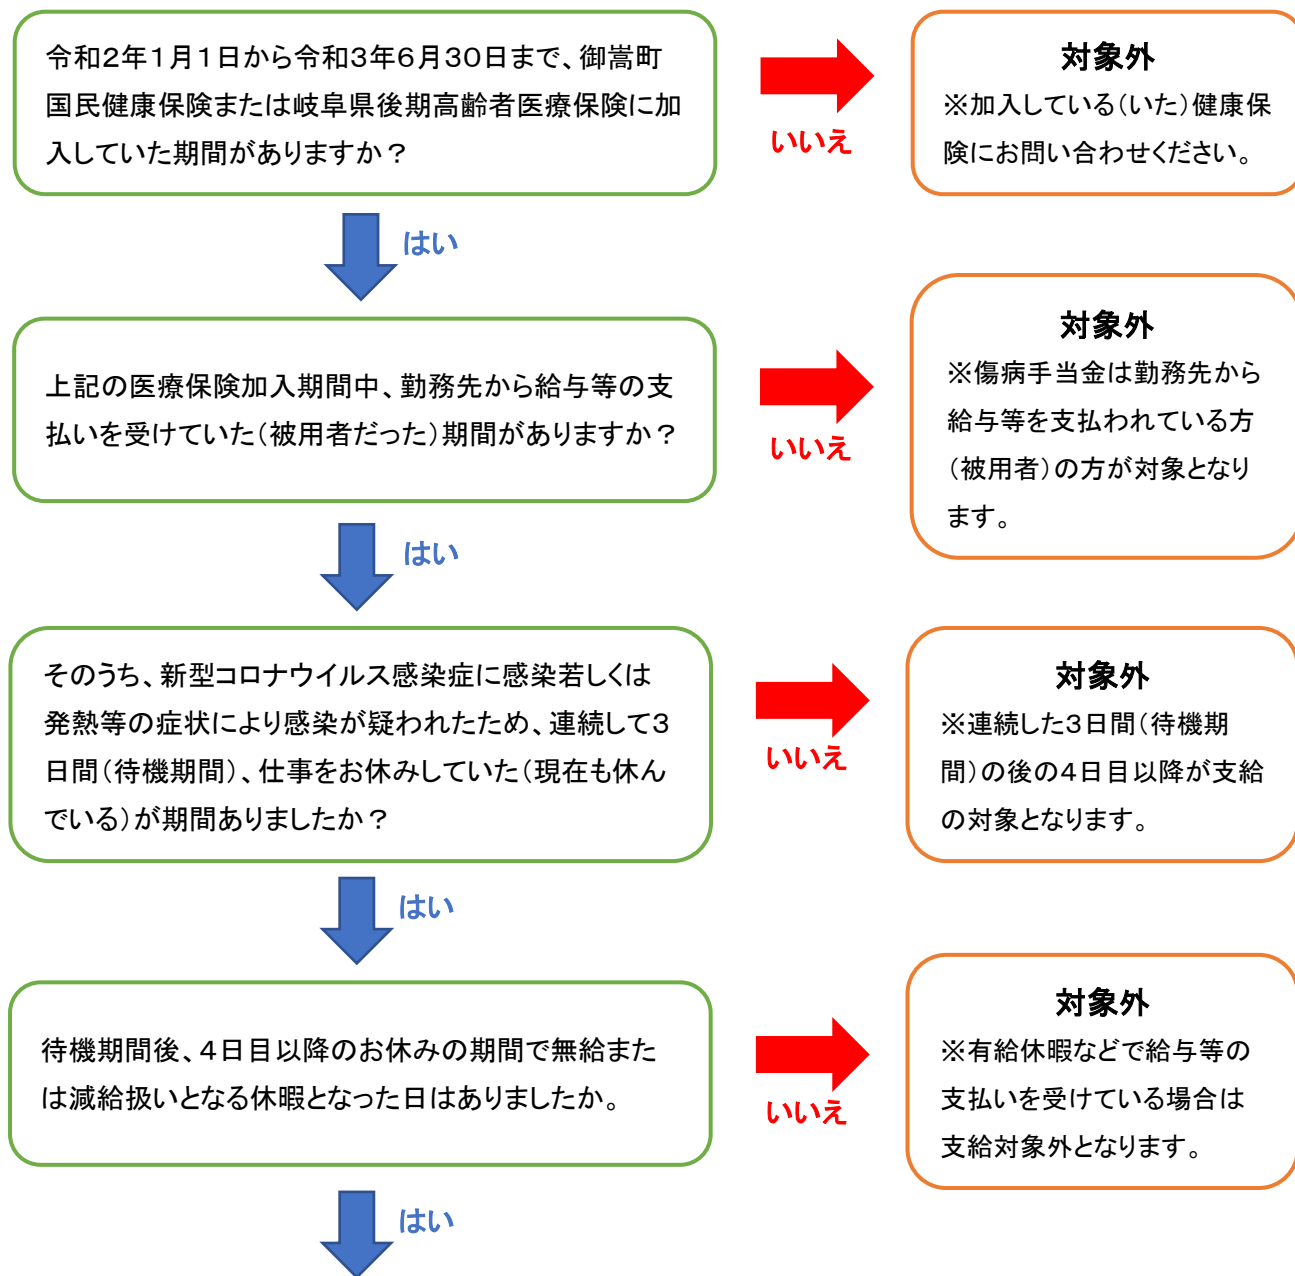 令和2年1月1日から令和3年6月30日まで、御嵩町
国民健康保険または岐阜県後期高齢者医療保険に加
入していた期間がありますか？
いいえ
対象外
※加入している(いた)健康保
険にお問い合わせください。
はい
上記の医療保険加入期間中、勤務先から給与等の支
払いを受けていた(被用者だった)期間がありますか？
いいえ
対象外
※傷病手当金は勤務先から
給与等を支払われている方
(被用者)の方が対象となり
ます。
はい
そのうち、新型コロナウイルス感染症に感染若しくは
発熱等の症状により感染が疑われたため、連続して3
日間(待機期間)、仕事をお休みしていた(現在も休ん
でいる)が期間ありましたか？
いいえ
対象外
※連続した3日間(待機期
間)の後の4日目以降が支給
の対象となります。
はい
待機期間後、4日目以降のお休みの期間で無給また
は減給扱いとなる休暇となった日はありましたか。
いいえ
対象外
※有給休暇などで給与等の
支払いを受けている場合は
支給対象外となります。
はい